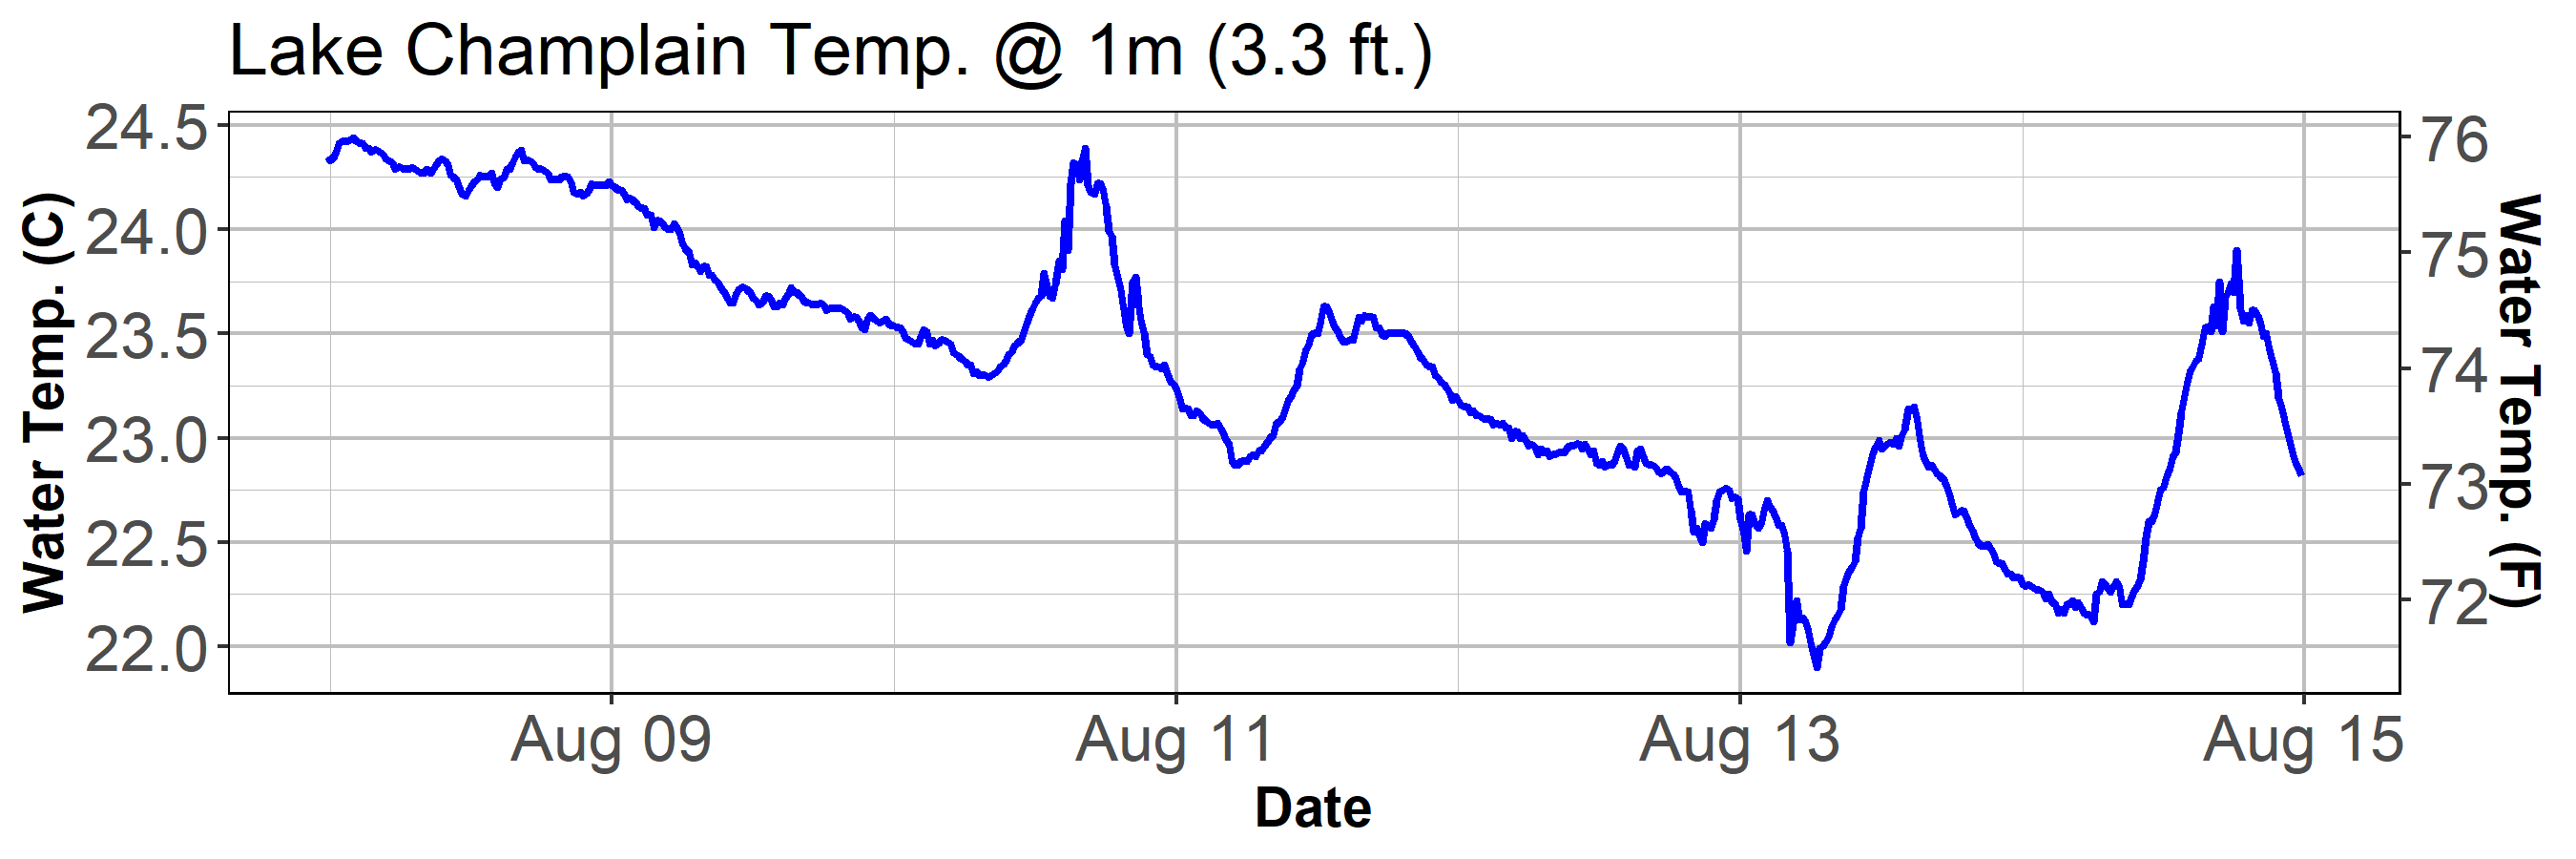 Lake Champlain Temp. @ 1m (3.3 ft.)
Water Temp. (C)
24.5
24.0
23.5
23.0
22.5
22.0
76
75
74
73
72
Water Temp. (F)
Aug 09
Aug 11
Aug 13
Aug 15
Date